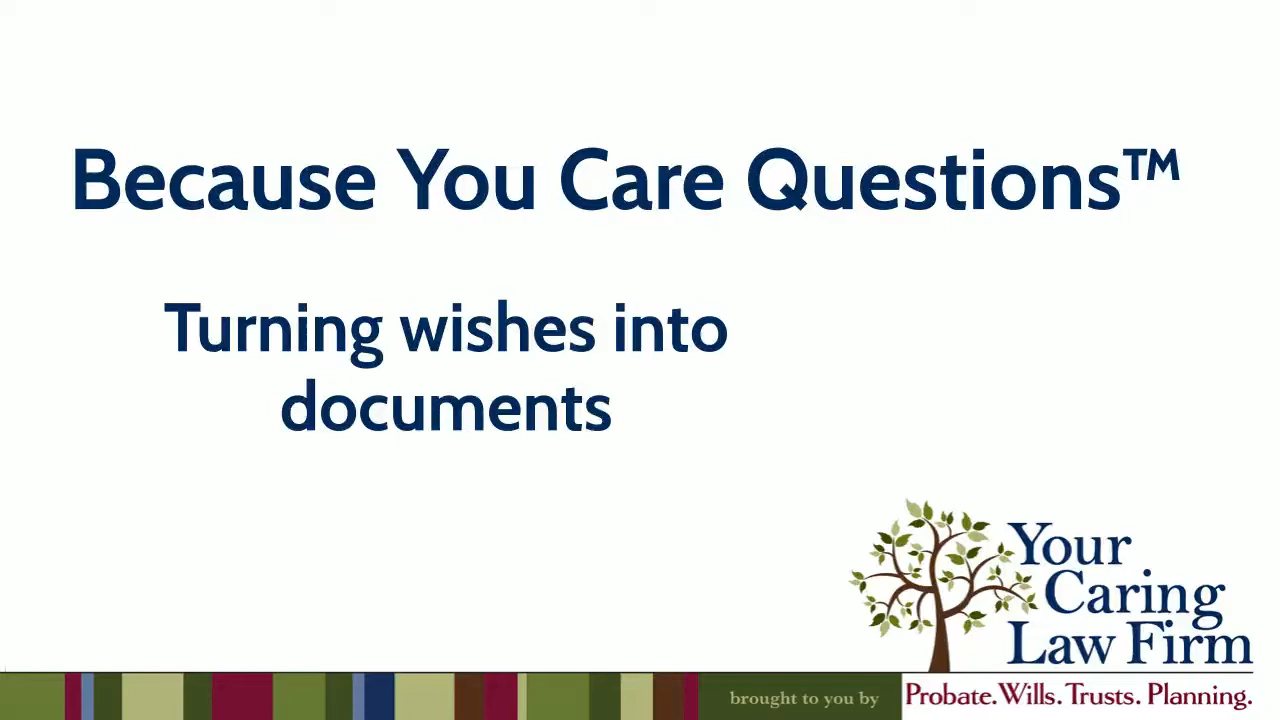 Because You Care Questions™
Turning wishes into
documents
Your
Caring
Law Firm
brought to you by
Probate. Wills. Trusts. Planning.